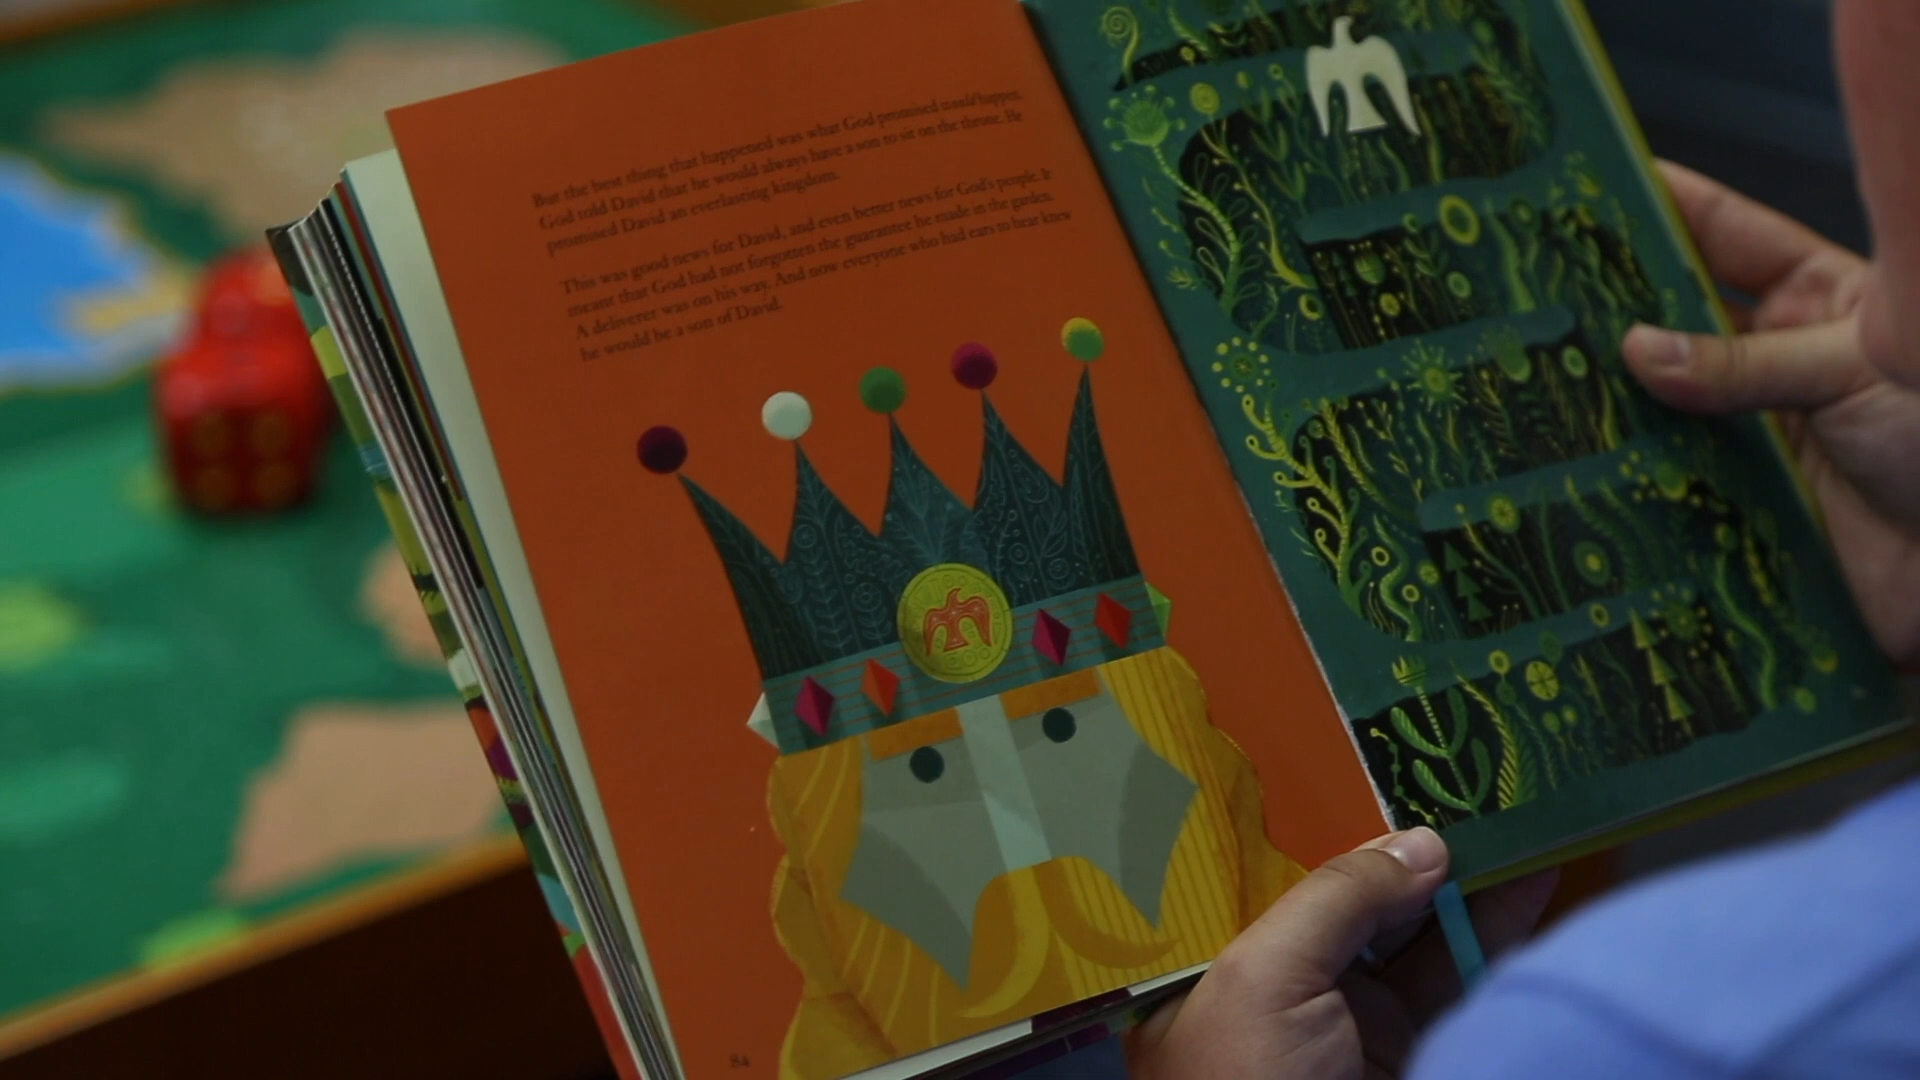 But the best thing that happened was what God promised would happen.
God told David that he would always have a son to sit on the throne. He
promised David an everlasting kingdom.
This was good news for David, and even better news for God's people. It
meant that God had not forgotten the guarantee he made in the garden.
A deliverer was on his way. And now everyone who had ears to hear knew
he would be a son of David.
84